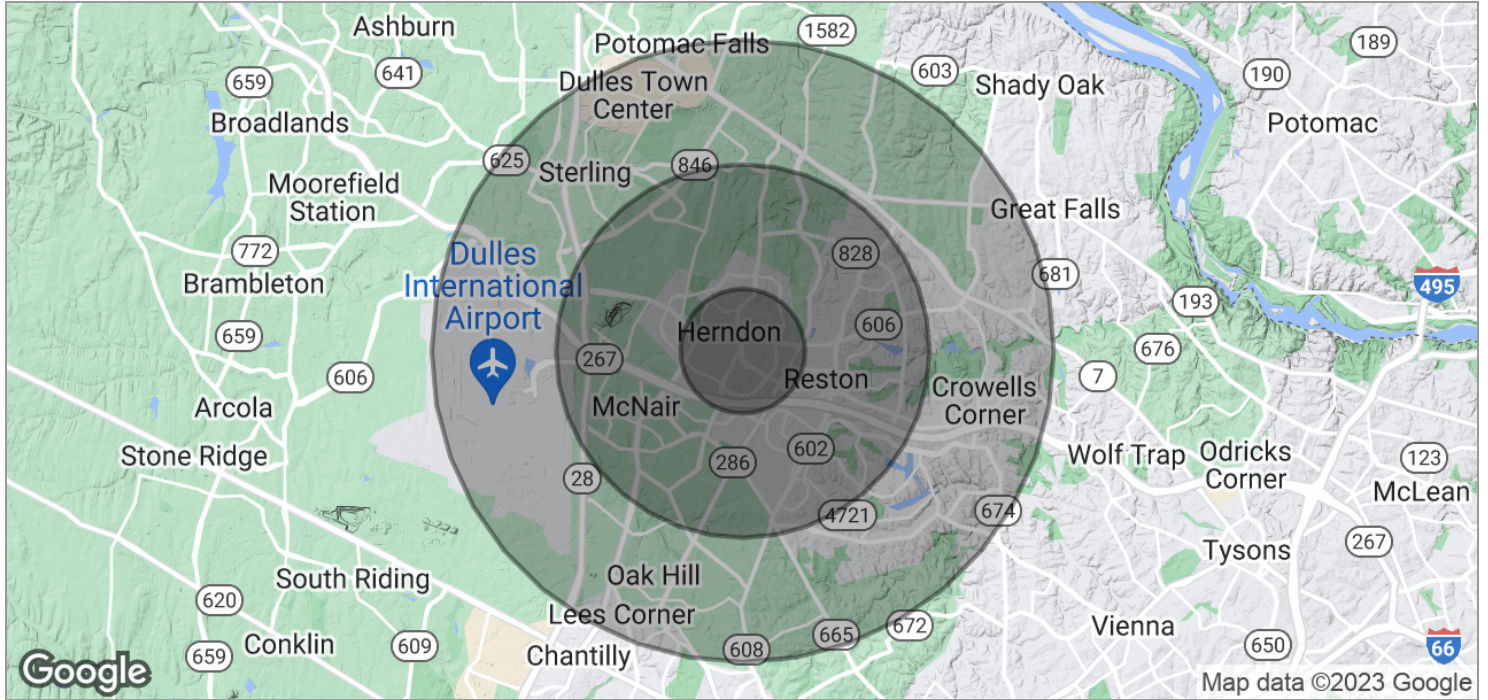 Ashburn
Potomac Falls
1582
189
659
641
603
190
Dulles Town
Center
Shady Oak
Broadlands
Potomac
625
Sterling
846
Moorefield
Station
Great Falls
772
Dulles
International
Airport
828
681
Brambleton
495
193
659
Herndon
606
676
267
606
Reston
7
Arcola
McNair
Crowells
Corner
Stone Ridge
286
602
Wolf Trap
Odricks
Corner
123
McLean
28
4721
674
Tysons
267
South Riding
Oak Hill
620
Lees Corner
672
Vienna
659
Conklin
609
Chantilly
608
665
650
66
Google
Map data ©2023 Google